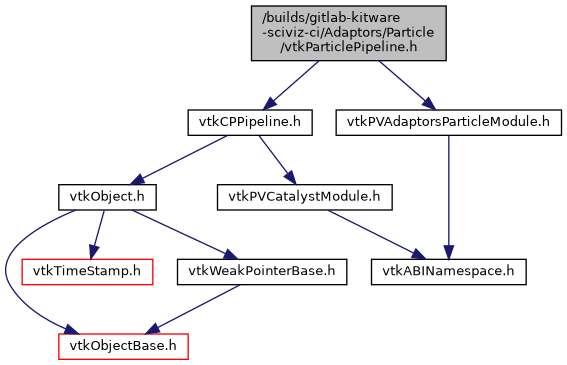 /builds/gitlab-kitware
-sciviz-ci/Adaptors/Particle
/vtkParticlePipeline.h
vtkCPPipeline.h
vtkPVAdaptorsParticleModule.h
vtkObject.h
vtkPVCatalystModule.h
vtkTimeStamp.h
vtkWeakPointerBase.h
vtkABINamespace.h
vtkObjectBase.h